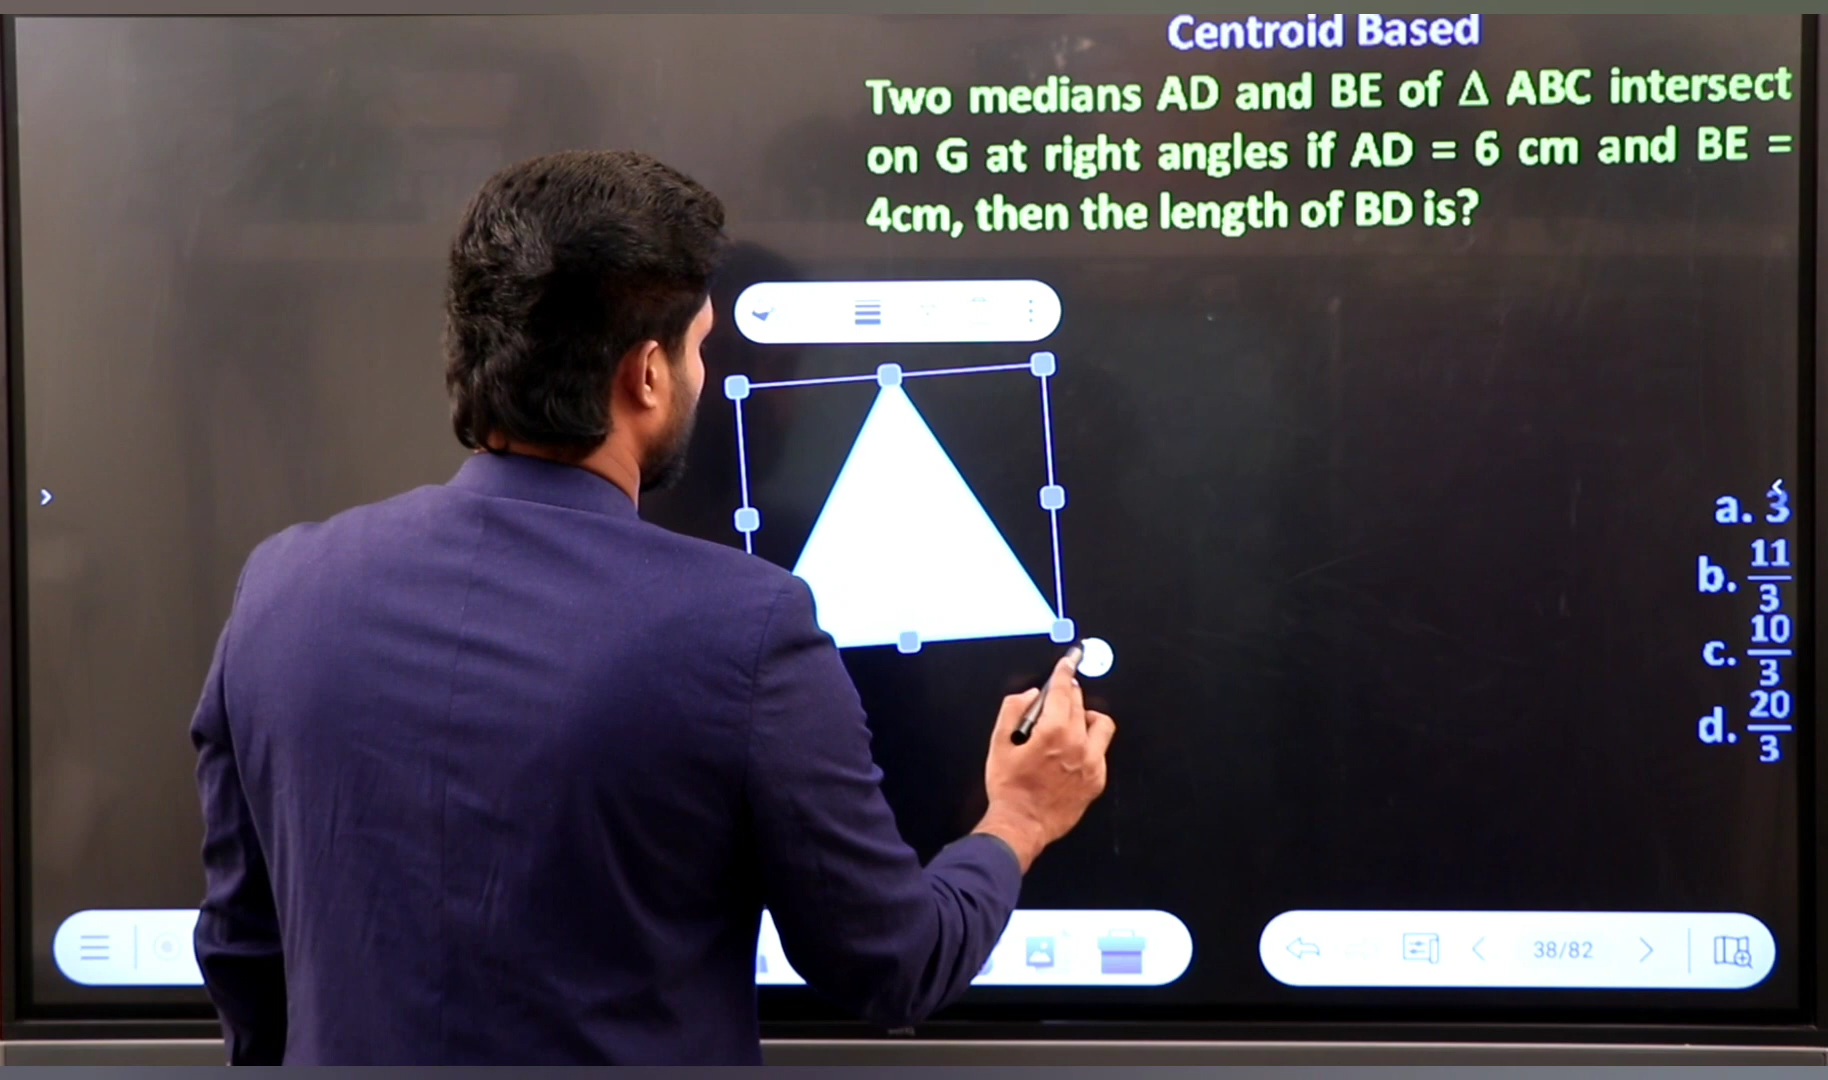 Centroid Based
Two medians AD and BE of Δ ABC intersect
on G at right angles if AD = 6 cm and BE =
4cm, then the length of BD is?
a. 3
b. 11/3
c. 10/3
d. 20/3
38/82